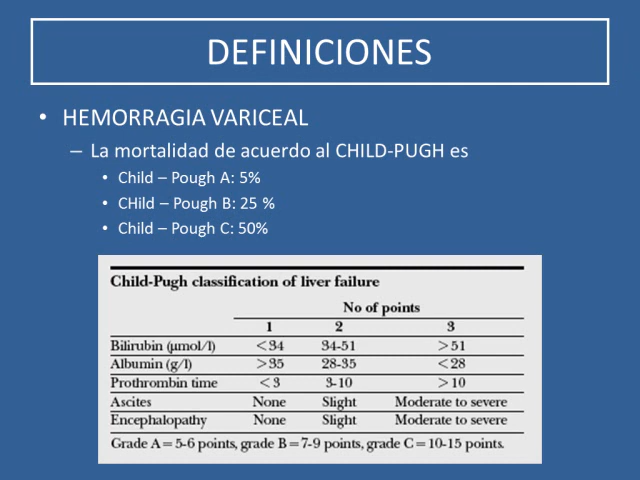 DEFINICIONES
• HEMORRAGIA VARICEAL
– La mortalidad de acuerdo al CHILD-PUGH es
• Child – Pough A: 5%
• CHild – Pough B: 25 %
• Child – Pough C: 50%
Child-Pugh classification of liver failure
No of points
1 2 3
Bilirubin (µmol/l) <34 34-51 >51
Albumin (g/l) >35 28-35 <28
Prothrombin time <3 3-10 >10
Ascites None Slight Moderate to severe
Encephalopathy None Slight Moderate to severe
Grade A=5-6 points, grade B=7-9 points, grade C=10-15 points.